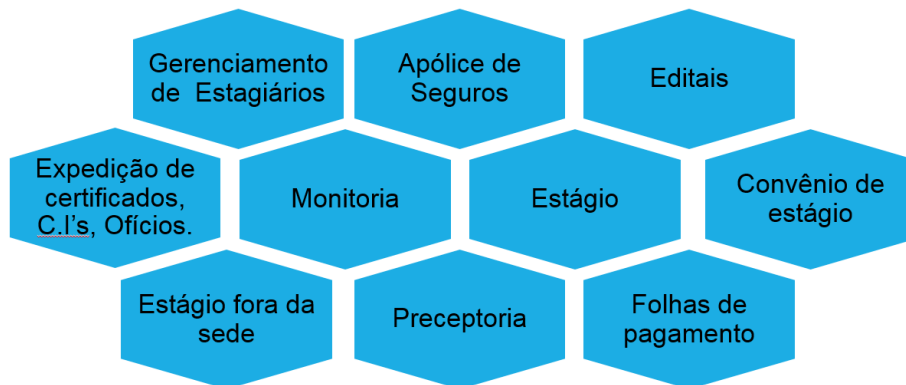 Gerenciamento
de Estagiários
Apólice de
Seguros
Editais
Expedição de
certificados,
C.I's, Ofícios.
Monitoria
Estágio
Convênio de
estágio
Estágio fora da
sede
Preceptoria
Folhas de
pagamento